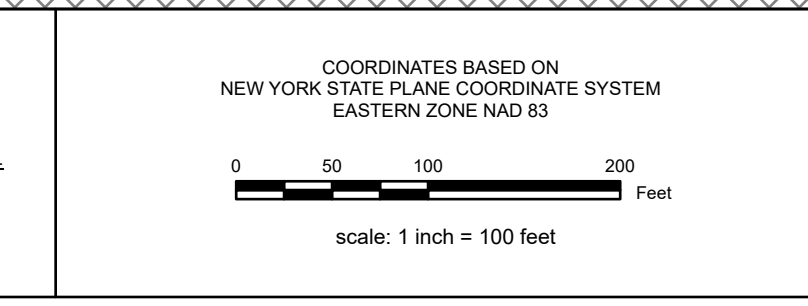 COORDINATES BASED ON
NEW YORK STATE PLANE COORDINATE SYSTEM
EASTERN ZONE NAD 83
0 50 100 200
Feet
scale: 1 inch = 100 feet